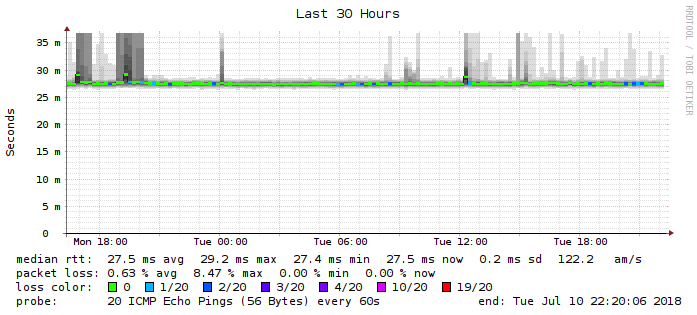 Last 30 Hours
RRDTOOL / TOBI OETIKER
Seconds
35 m
30 m
25 m
20 m
15 m
10 m
5 m
0
Mon 18:00 Tue 00:00 Tue 06:00 Tue 12:00 Tue 18:00
median rtt: 27.5 ms avg 29.2 ms max 27.4 ms min 27.5 ms now 0.2 ms sd 122.2 am/s
packet loss: 0.63 % avg 8.47 % max 0.00 % min 0.00 % now
loss color: 0 1/20 2/20 3/20 4/20 10/20 19/20
probe: 20 ICMP Echo Pings (56 Bytes) every 60s end: Tue Jul 10 22:20:06 2018